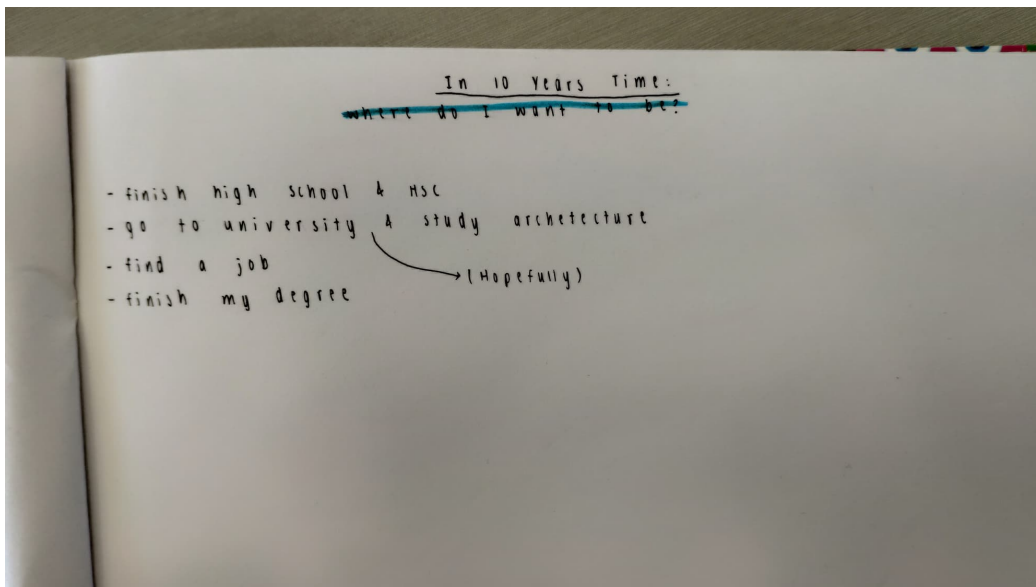 In 10 Years Time:
where do I want to be?
- finish high school & HSC
- go to university & study archetecture
- find a job
(Hopefully)
- finish my degree